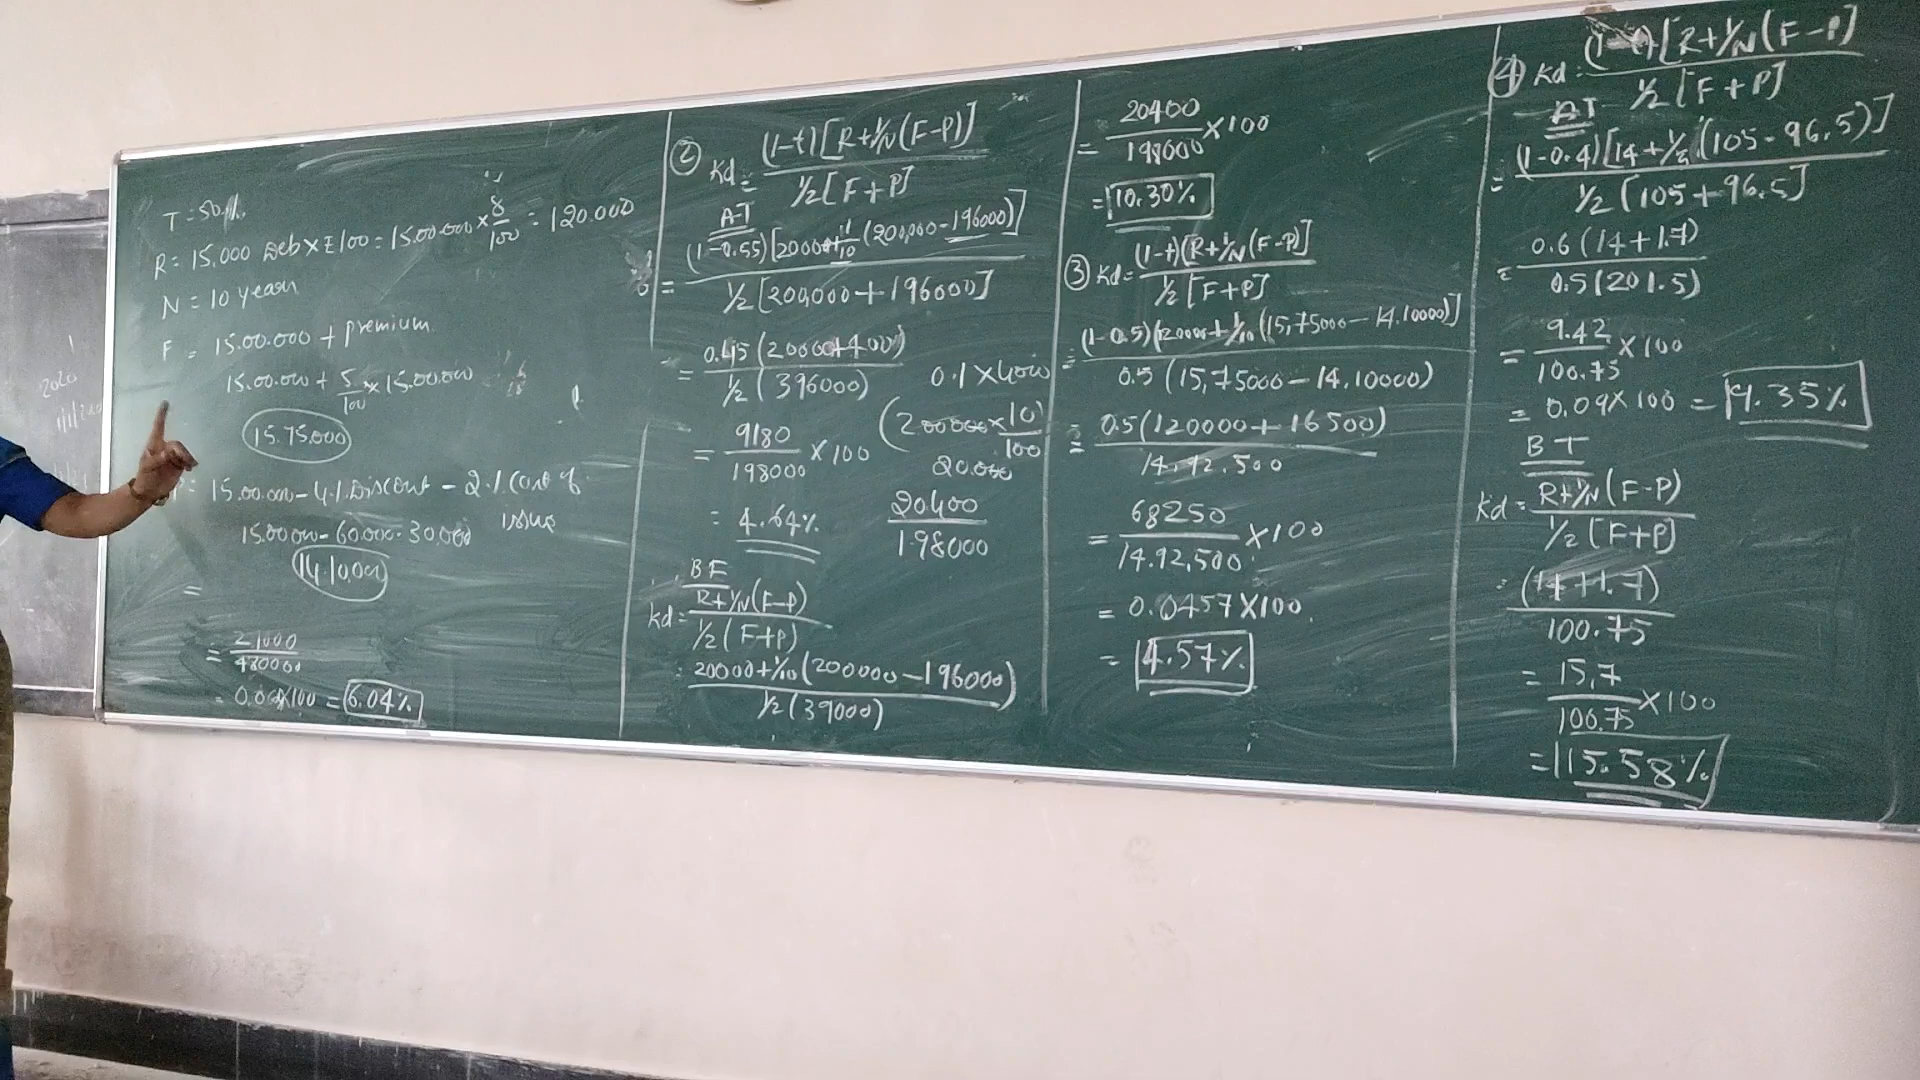 T = 50%
R = 15,000 Deb × ₹100 = 15,00,000 × 8/100 = 120,000
N = 10 years
F = 15,00,000 + premium
15,00,000 + 5/100 × 15,00,000
15,75,000
P = 15,00,000 - 4% Discount - 2% Cost of
issue
15,00,000 - 60,000 - 30,000
14,10,000
=
= 21000/480000
= 0.06 × 100 = 6.04%
② Kd = (1-t)[R+1/N(F-P)] / 1/2[F+P]
A-T
= (1-0.55)[20000+1/10(200,000-196000)] / 1/2[200,000+196000]
= 0.45(20000+400) / 1/2(396000)
0.1 × 4000
= 9180/198000 × 100
(200000 × 10/100
20,000
= 4.64%
20400/198000
BF
Kd = R+1/N(F-P) / 1/2(F+P)
= 20000+1/10(200000-196000) / 1/2(39000)
= 20400/198000 × 100
= 10.30%
③ Kd = (1-t)(R+1/N(F-P)] / 1/2[F+P]
= (1-0.5)(120000+1/10(15,75000-14,10000)] / 0.5(15,75000-14,10000)
= 0.5(120000+16500) / 14,92,500
= 68250/14,92,500 × 100
= 0.0457 × 100
= 4.57%
④ Kd = (1-t)[R+1/N(F-P)] / 1/2[F+P]
AT
= (1-0.4)[14+1/5(105-96.5)] / 1/2[105+96.5]
= 0.6(14+1.7) / 0.5(201.5)
= 9.42/100.75 × 100
= 0.09 × 100 = 9.35%
BT
Kd = R+1/N(F-P) / 1/2[F+P]
= (14+1.7) / 100.75
= 15.7/100.75 × 100
= 15.58%